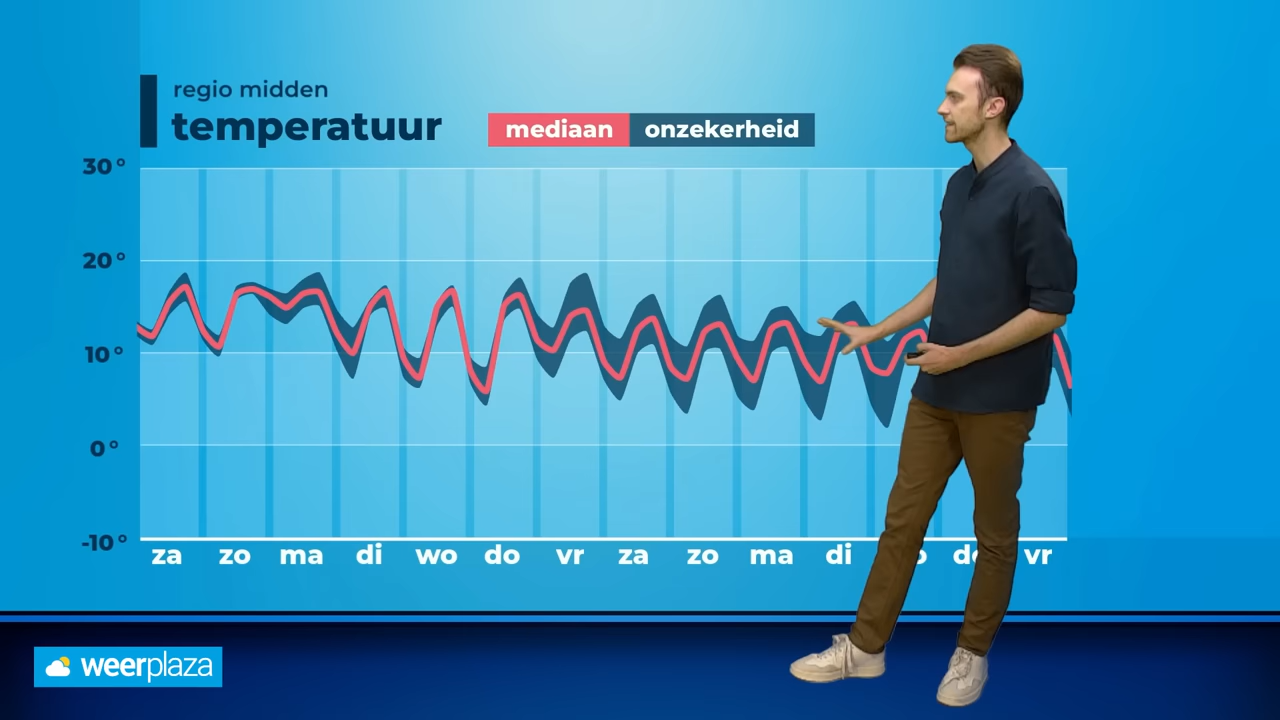 regio midden
temperatuur
mediaan onzekerheid
30°
20°
10°
0°
-10°
za zo ma di wo do vr za zo ma di vr
weerplaza